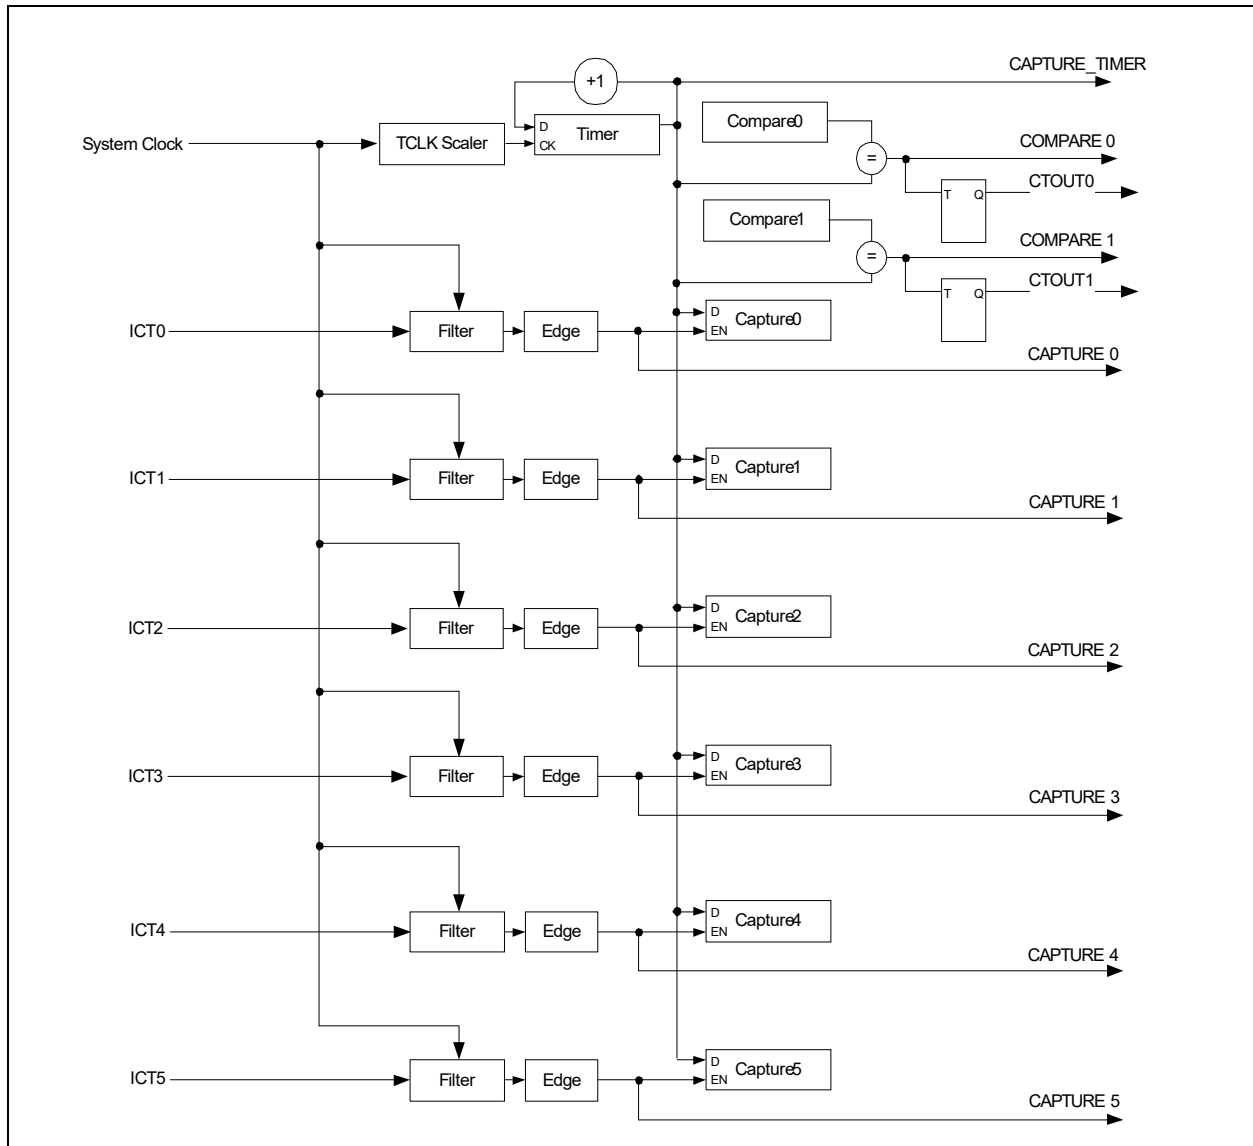 CAPTURE_TIMER
+1
D
CK
Timer
Compare0
System Clock
TCLK Scaler
=
COMPARE 0
T
Q
CTOUT0
Compare1
=
COMPARE 1
T
Q
CTOUT1
ICT0
Filter
Edge
D
EN
Capture0
CAPTURE 0
ICT1
Filter
Edge
D
EN
Capture1
CAPTURE 1
ICT2
Filter
Edge
D
EN
Capture2
CAPTURE 2
ICT3
Filter
Edge
D
EN
Capture3
CAPTURE 3
ICT4
Filter
Edge
D
EN
Capture4
CAPTURE 4
ICT5
Filter
Edge
D
EN
Capture5
CAPTURE 5